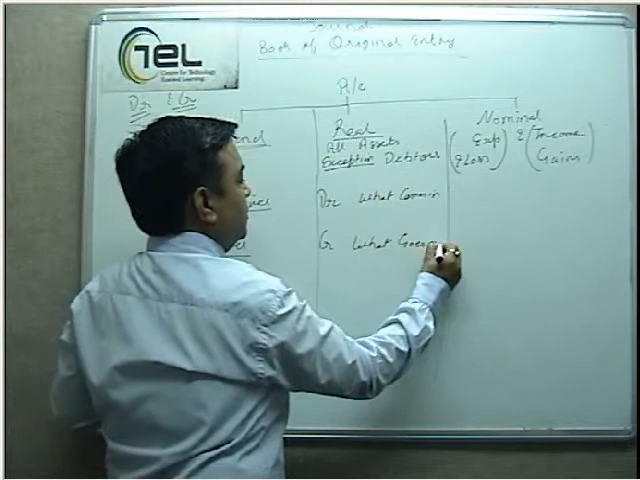 Journal
Book of Original Entry
TEL
Centre for Technology
Enabled Learning
A/c
Dr & Cr
Real
All Assets
Exception Debtors
Nominal
(Exp & Loss) & (Income Gains)
Dr What Comes in
Cr What Goes